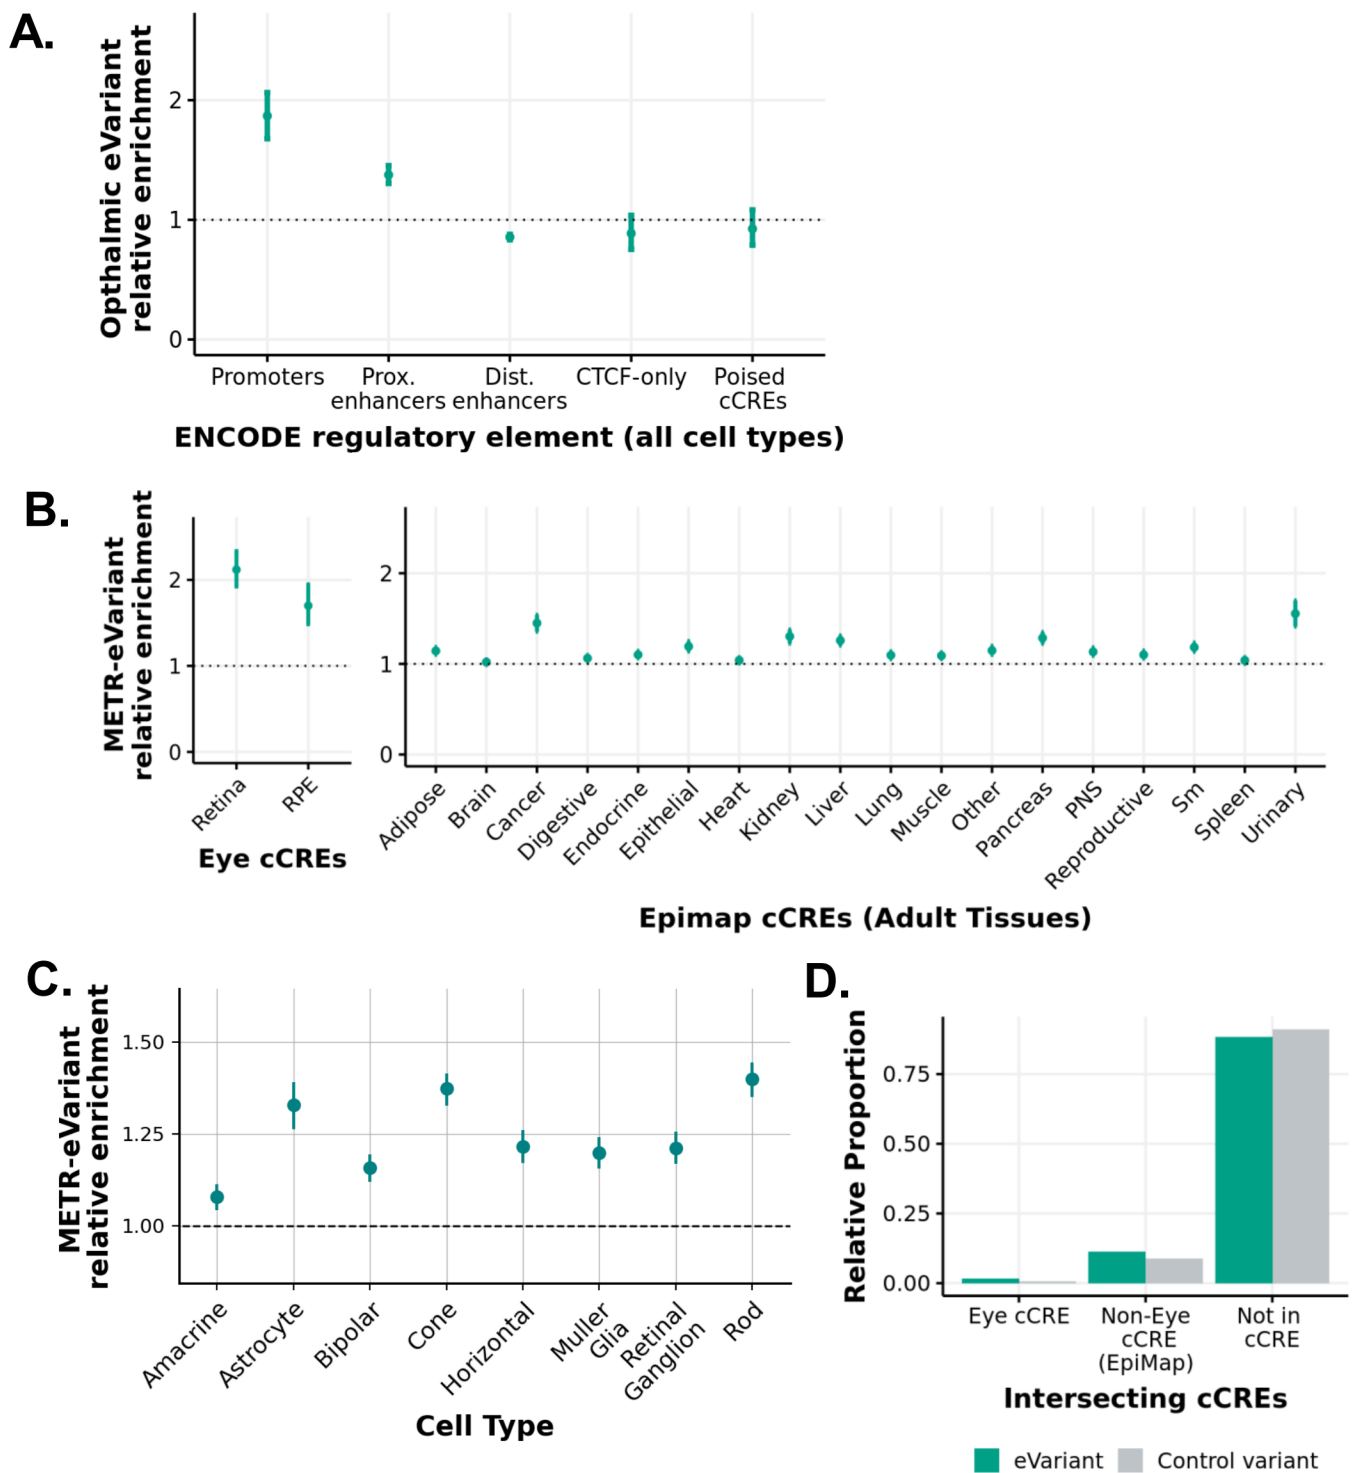 A.
Opthalmic eVariant
relative enrichment
2
1
0
Promoters
Prox.
enhancers
Dist.
enhancers
CTCF-only
Poised
cCREs
ENCODE regulatory element (all cell types)
B.
METR-eVariant
relative enrichment
2
1
0
Retina
RPE
Eye cCREs
2
1
0
Adipose
Brain
Cancer
Digestive
Endocrine
Epithelial
Heart
Kidney
Liver
Lung
Muscle
Other
Pancreas
PNS
Reproductive
Sm
Spleen
Urinary
Epimap cCREs (Adult Tissues)
C.
METR-eVariant
relative enrichment
1.50
1.25
1.00
Amacrine
Astrocyte
Bipolar
Cone
Horizontal
Muller
Glia
Retinal
Ganglion
Rod
Cell Type
D.
Relative Proportion
0.75
0.50
0.25
0.00
Eye cCRE
Non-Eye
cCRE
(EpiMap)
Not in
cCRE
Intersecting cCREs
eVariant
Control variant